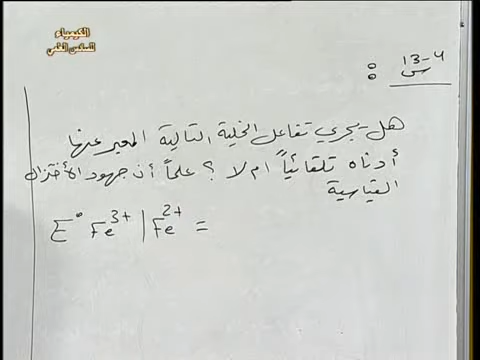 الكيمياء
للسادس العلمي
س 4-13 :
هل يجري تفاعل الخلية التالية المعبر عنها
أدناه تلقائياً ام لا ؟ علماً أن جهود الأختزال
القياسية
E° Fe³⁺ | Fe²⁺ =